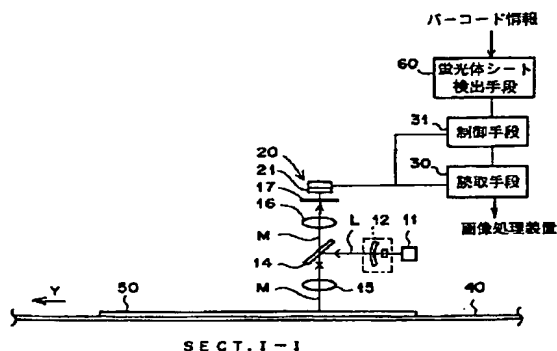 バーコード情報
60
蛍光体シート
検出手段
31
制御手段
20
21
30
17
読取手段
16
画像処理装置
M
L
12
11
14
M
15
Y
50
40
SECT. I-I